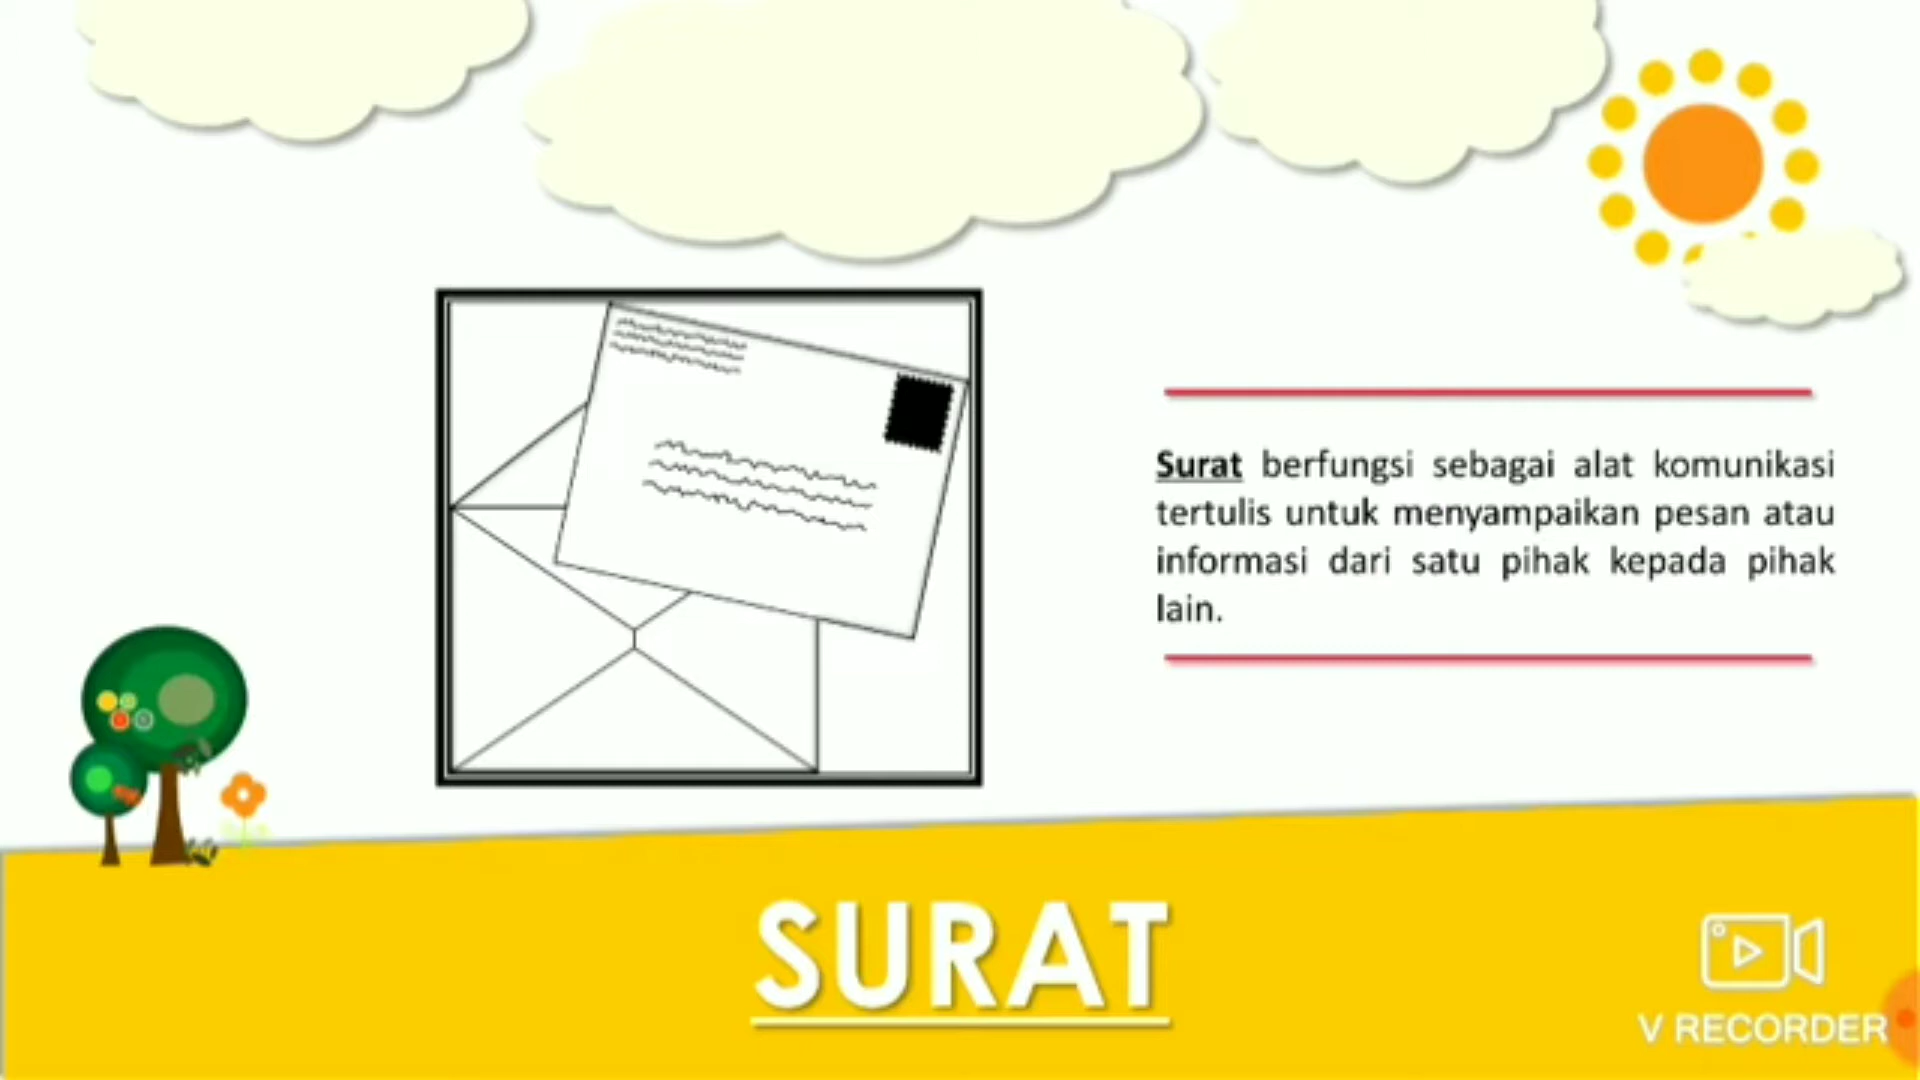 Surat berfungsi sebagai alat komunikasi
tertulis untuk menyampaikan pesan atau
informasi dari satu pihak kepada pihak
lain.
SURAT
V RECORDER